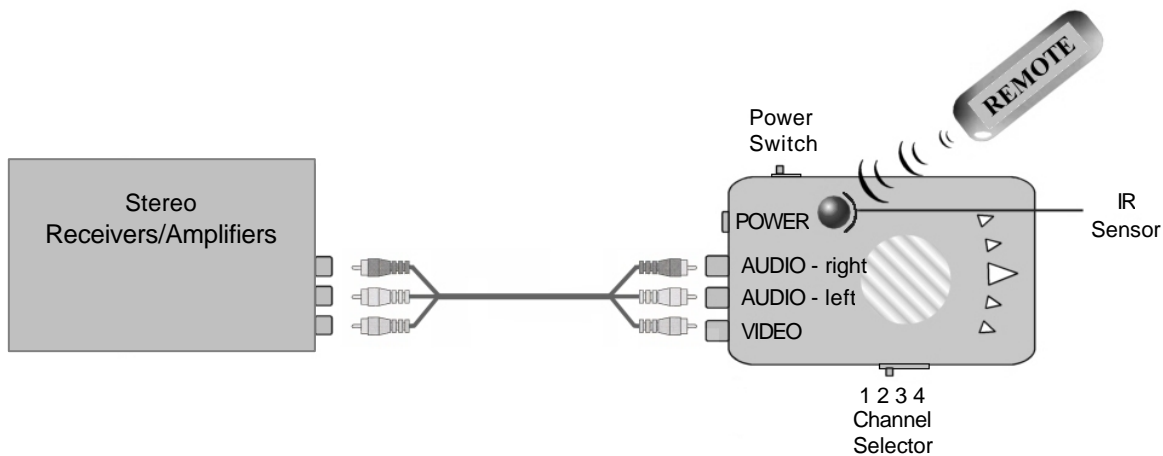 REMOTE
Power
Switch
Stereo
Receivers/Amplifiers
IR
Sensor
POWER
AUDIO - right
AUDIO - left
VIDEO
1 2 3 4
Channel
Selector